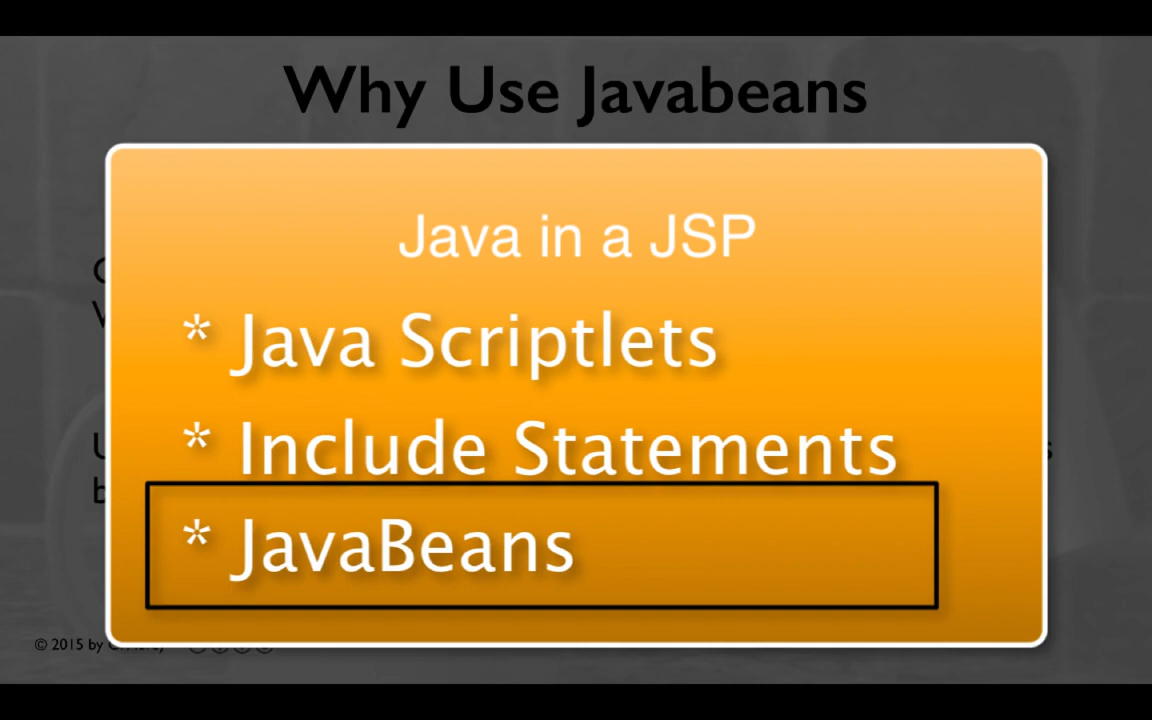 Why Use Javabeans
Java in a JSP
* Java Scriptlets
* Include Statements
* JavaBeans
© 2015 by